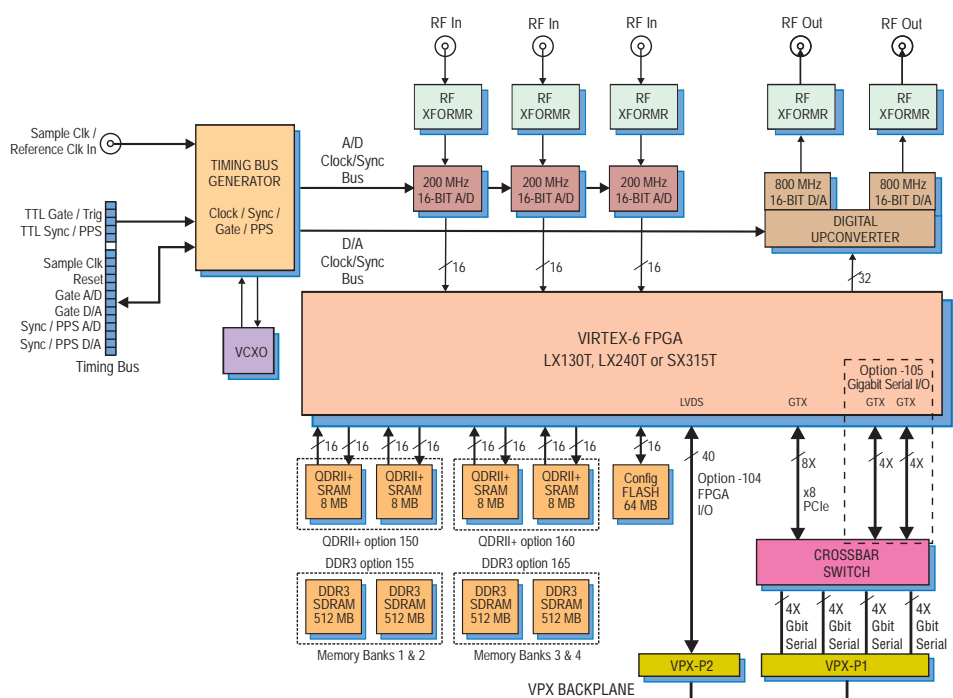 RF In
RF In
RF In
RF Out
RF Out
RF
XFORMR
RF
XFORMR
RF
XFORMR
RF
XFORMR
RF
XFORMR
Sample Clk /
Reference Clk In
TIMING BUS
GENERATOR
Clock / Sync /
Gate / PPS
A/D
Clock/Sync
Bus
200 MHz
16-BIT A/D
200 MHz
16-BIT A/D
200 MHz
16-BIT A/D
800 MHz
16-BIT D/A
800 MHz
16-BIT D/A
DIGITAL
UPCONVERTER
TTL Gate / Trig
TTL Sync / PPS
Sample Clk
Reset
Gate A/D
Gate D/A
Sync / PPS A/D
Sync / PPS D/A
Timing Bus
D/A
Clock/Sync
Bus
16
16
16
32
VCXO
VIRTEX-6 FPGA
LX130T, LX240T or SX315T
Option -105
Gigabit Serial I/O
LVDS
GTX
GTX
GTX
16
16
16
16
16
16
16
16
16
40
8X
4X
4X
QDRII+
SRAM
8 MB
QDRII+
SRAM
8 MB
QDRII+
SRAM
8 MB
QDRII+
SRAM
8 MB
Config
FLASH
64 MB
Option -104
FPGA
I/O
x8
PCIe
QDRII+ option 150
QDRII+ option 160
DDR3 option 155
DDR3 option 165
CROSSBAR
SWITCH
DDR3
SDRAM
512 MB
DDR3
SDRAM
512 MB
DDR3
SDRAM
512 MB
DDR3
SDRAM
512 MB
4X
Gbit
Serial
4X
Gbit
Serial
4X
Gbit
Serial
4X
Gbit
Serial
Memory Banks 1 & 2
Memory Banks 3 & 4
VPX-P2
VPX-P1
VPX BACKPLANE